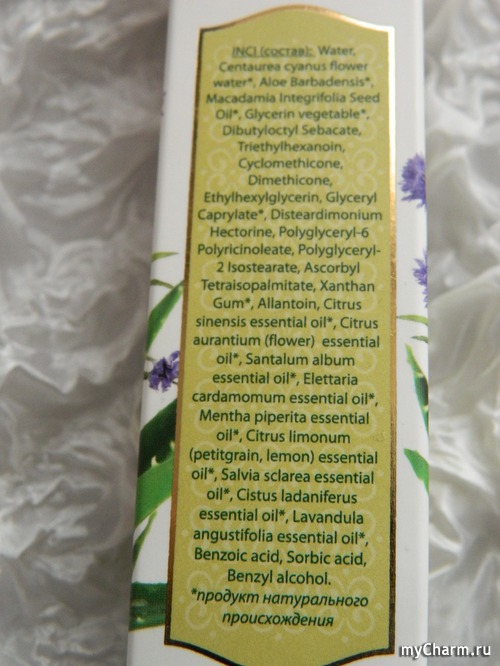 INCI (состав): Water,
Centaurea cyanus flower
water*, Aloe Barbadensis*,
Macadamia Integrifolia Seed
Oil*, Glycerin vegetable*,
Dibutyloctyl Sebacate,
Triethylhexanoin,
Cyclomethicone,
Dimethicone,
Ethylhexylglycerin, Glyceryl
Caprylate*, Disteardimonium
Hectorine, Polyglyceryl-6
Polyricinoleate, Polyglyceryl-
2 Isostearate, Ascorbyl
Tetraisopalmitate, Xanthan
Gum*, Allantoin, Citrus
sinensis essential oil*, Citrus
aurantium (flower) essential
oil*, Santalum album
essential oil*, Elettaria
cardamomum essential oil*,
Mentha piperita essential
oil*, Citrus limonum
(petitgrain, lemon) essential
oil*, Salvia sclarea essential
oil*, Cistus ladaniferus
essential oil*, Lavandula
angustifolia essential oil*,
Benzoic acid, Sorbic acid,
Benzyl alcohol.
*продукт натурального
происхождения
myCharm.ru